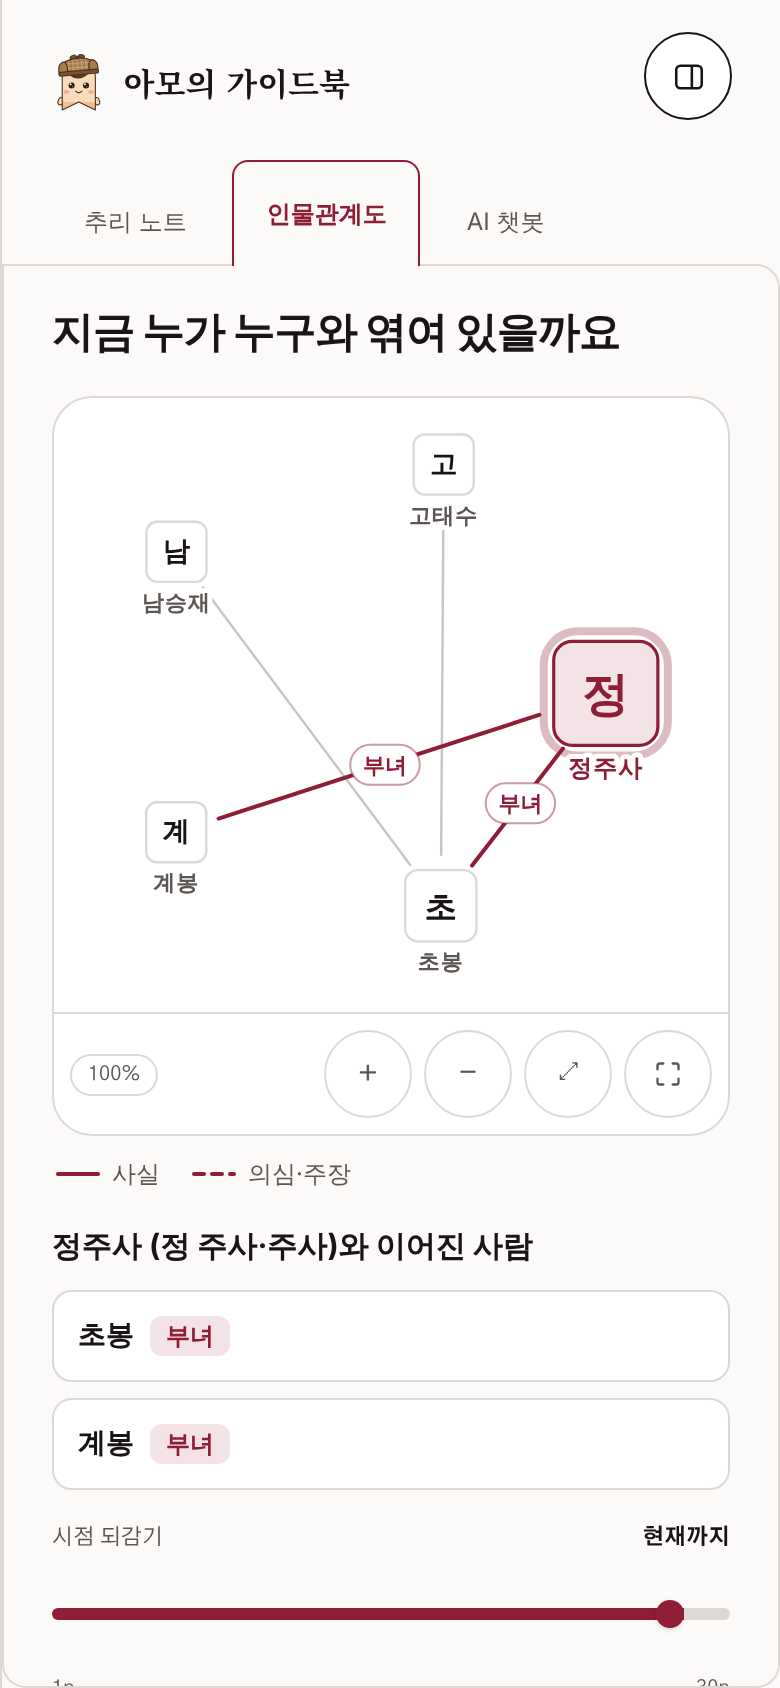 아모의 가이드북
추리 노트
인물관계도
AI 챗봇
지금 누가 누구와 엮여 있을까요
고
고태수
남
남승재
정
정주사
부녀
부녀
계
계봉
초
초봉
100%
+
−
사실
의심·주장
정주사 (정 주사·주사)와 이어진 사람
초봉 부녀
계봉 부녀
시점 되감기
현재까지